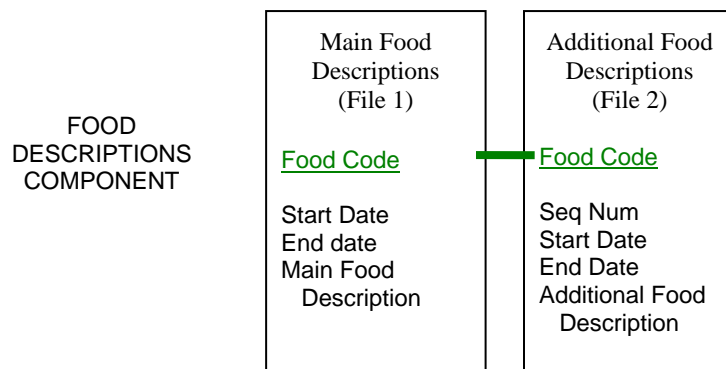 FOOD
DESCRIPTIONS
COMPONENT
Main Food
Descriptions
(File 1)
Food Code
Start Date
End date
Main Food
Description
Additional Food
Descriptions
(File 2)
Food Code
Seq Num
Start Date
End Date
Additional Food
Description